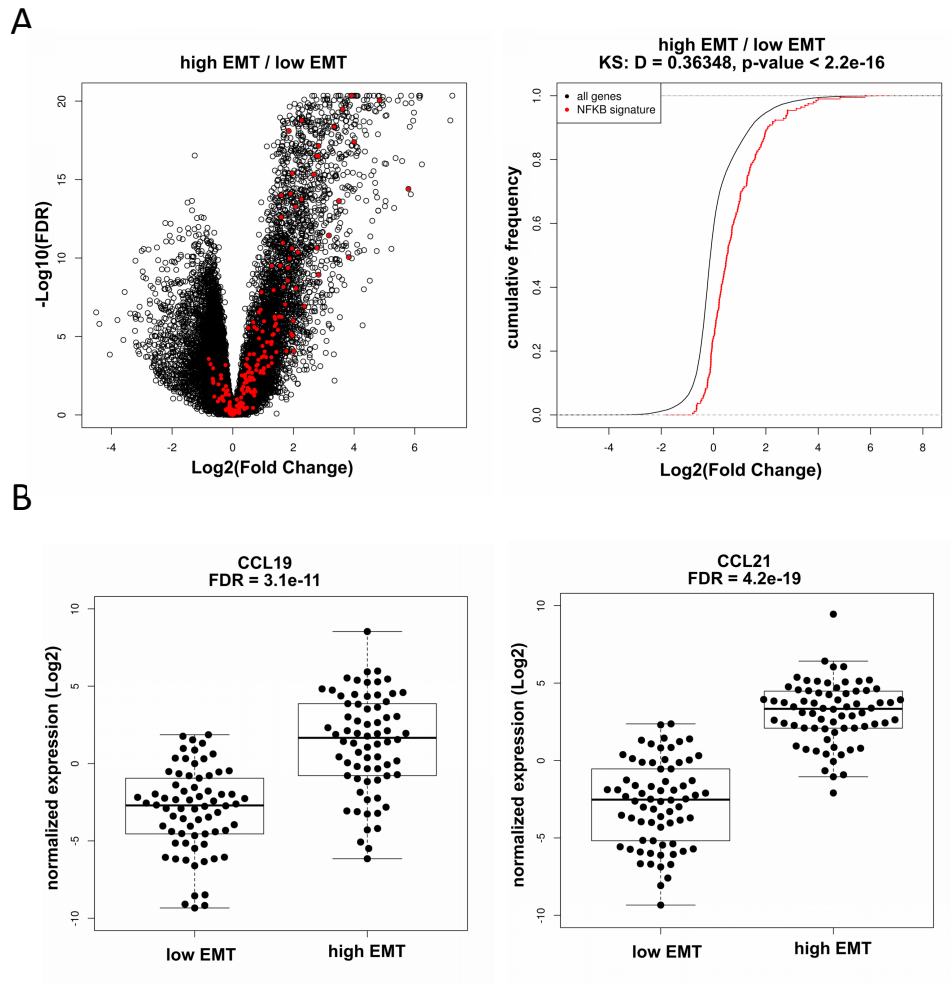 A
high EMT / low EMT
-Log10(FDR)
20
15
10
5
0
-4
-2
0
2
4
6
Log2(Fold Change)
high EMT / low EMT
KS: D = 0.36348, p-value < 2.2e-16
all genes
NFKB signature
cumulative frequency
1.0
0.8
0.6
0.4
0.2
0.0
-4
-2
0
2
4
6
8
Log2(Fold Change)
B
CCL19
FDR = 3.1e-11
normalized expression (Log2)
10
5
0
-5
-10
low EMT
high EMT
CCL21
FDR = 4.2e-19
normalized expression (Log2)
10
5
0
-5
-10
low EMT
high EMT